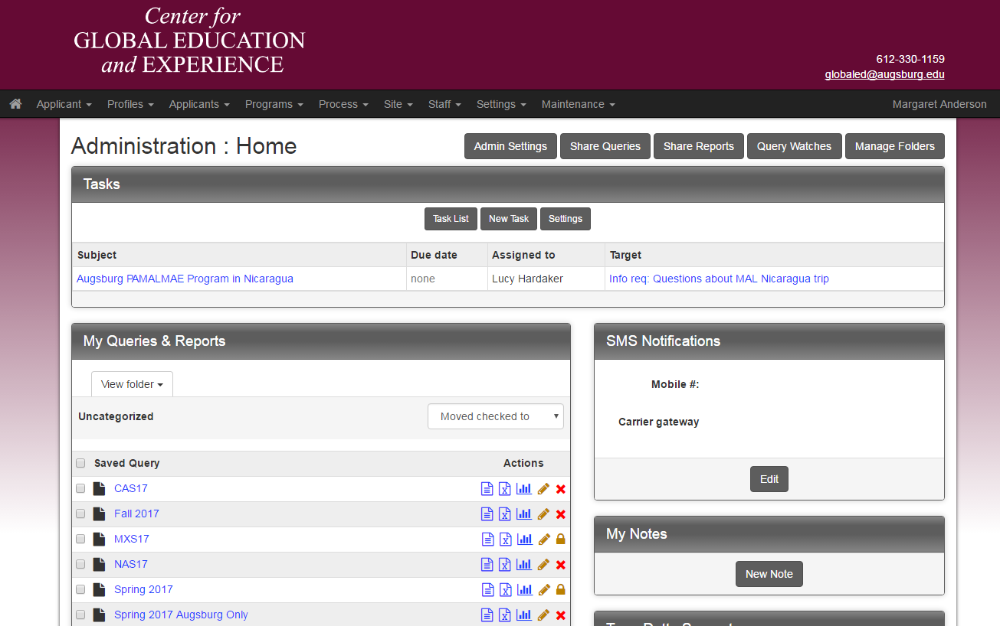 Center for
GLOBAL EDUCATION
and EXPERIENCE
612-330-1159
globaled@augsburg.edu
Applicant Profiles Applicants Programs Process Site Staff Settings Maintenance Margaret Anderson
Administration : Home
Admin Settings Share Queries Share Reports Query Watches Manage Folders
Tasks
Task List New Task Settings
Subject Due date Assigned to Target
Augsburg PAMALMAE Program in Nicaragua none Lucy Hardaker Info req: Questions about MAL Nicaragua trip
My Queries & Reports
View folder
Uncategorized Moved checked to
Saved Query Actions
CAS17
Fall 2017
MXS17
NAS17
Spring 2017
Spring 2017 Augsburg Only
SMS Notifications
Mobile #:
Carrier gateway
Edit
My Notes
New Note